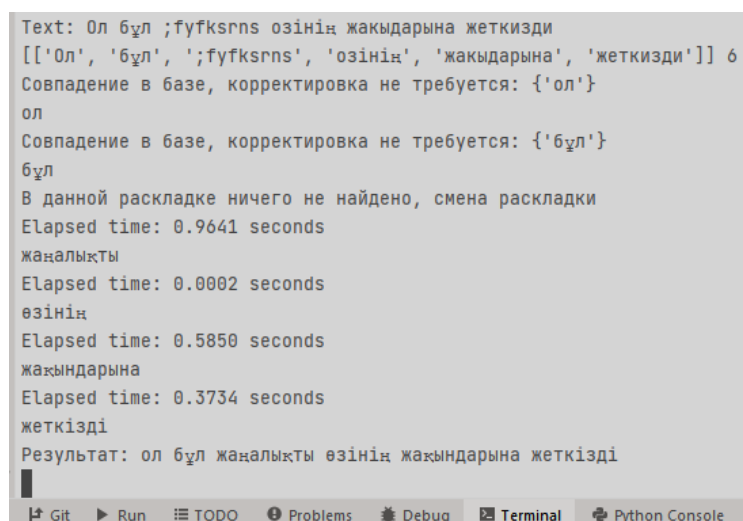 Text: Ол бұл ;fyfksrns озінің жакыдарына жеткизди
[['Ол', 'бұл', ';fyfksrns', 'озінің', 'жакыдарына', 'жеткизди']] 6
Совпадение в базе, корректировка не требуется: {'ол'}
ол
Совпадение в базе, корректировка не требуется: {'бұл'}
бұл
В данной раскладке ничего не найдено, смена раскладки
Elapsed time: 0.9641 seconds
жаңалықты
Elapsed time: 0.0002 seconds
өзінің
Elapsed time: 0.5850 seconds
жақындарына
Elapsed time: 0.3734 seconds
жеткізді
Результат: ол бұл жаңалықты өзінің жақындарына жеткізді
Git Run TODO Problems Debug Terminal Python Console